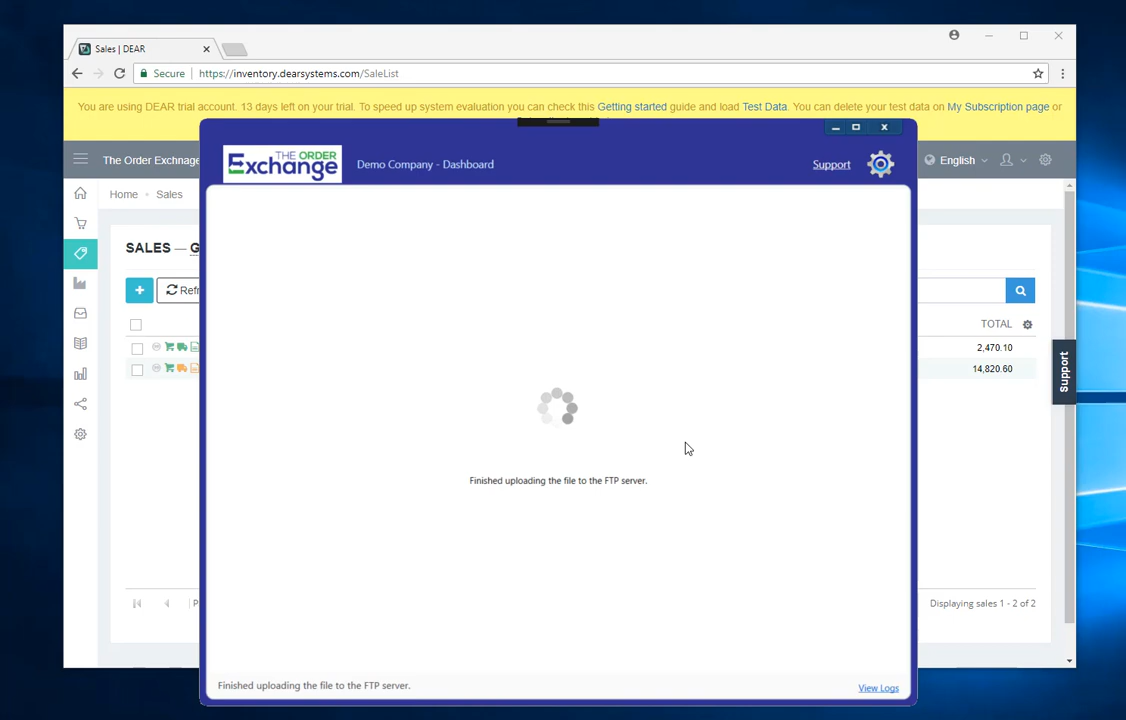 Sales | DEAR
Secure https://inventory.dearsystems.com/SaleList
You are using DEAR trial account. 13 days left on your trial. To speed up system evaluation you can check this Getting started guide and load Test Data. You can delete your test data on My Subscription page or
THE ORDER
Exchange
Demo Company - Dashboard
Support
The Order Exchnage
English
Home Sales
SALES — G
Refr
TOTAL
2,470.10
14,820.60
Support
Finished uploading the file to the FTP server.
P
Displaying sales 1 - 2 of 2
Finished uploading the file to the FTP server.
View Logs